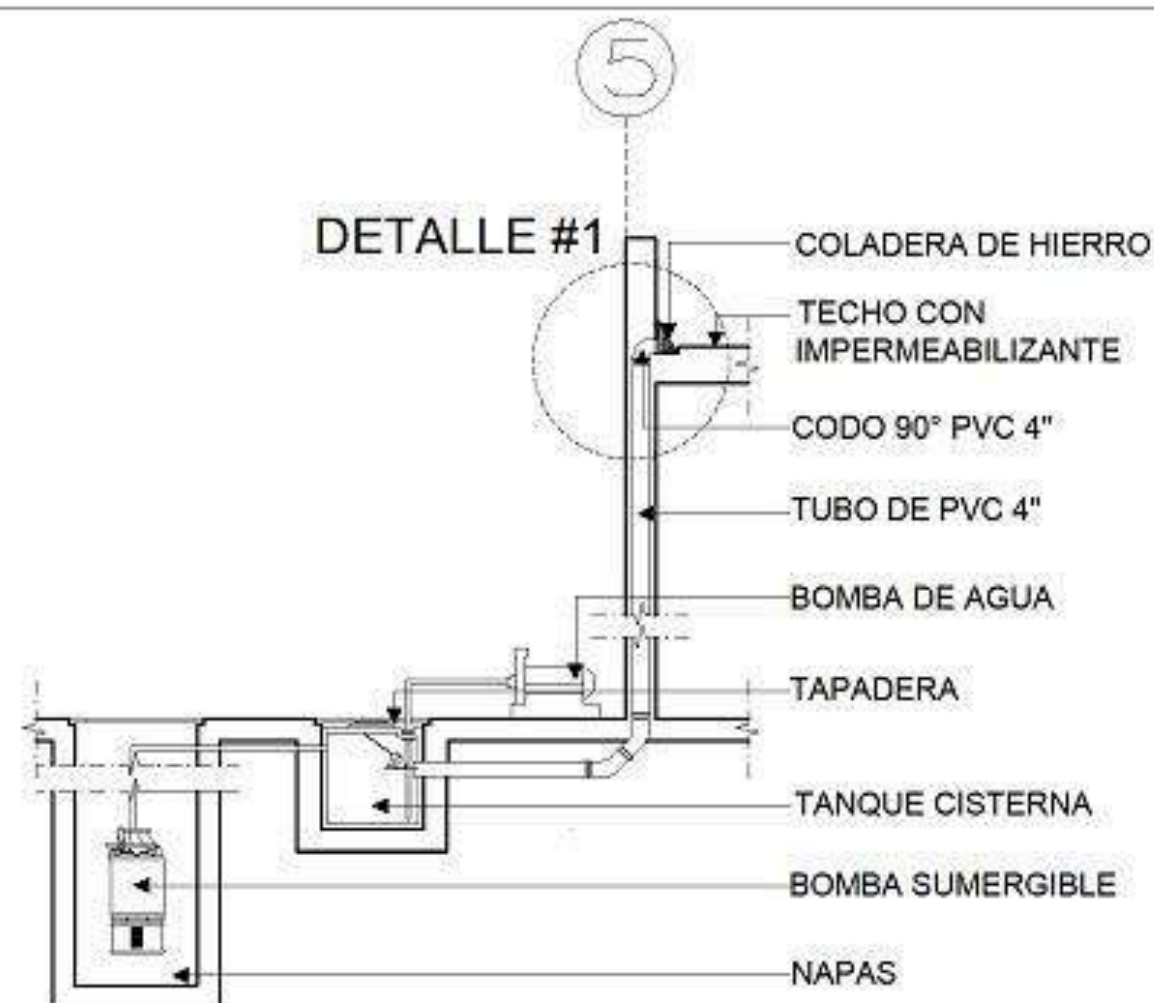 5
DETALLE #1
COLADERA DE HIERRO
TECHO CON
IMPERMEABILIZANTE
CODO 90° PVC 4"
TUBO DE PVC 4"
BOMBA DE AGUA
TAPADERA
TANQUE CISTERNA
BOMBA SUMERGIBLE
NAPAS